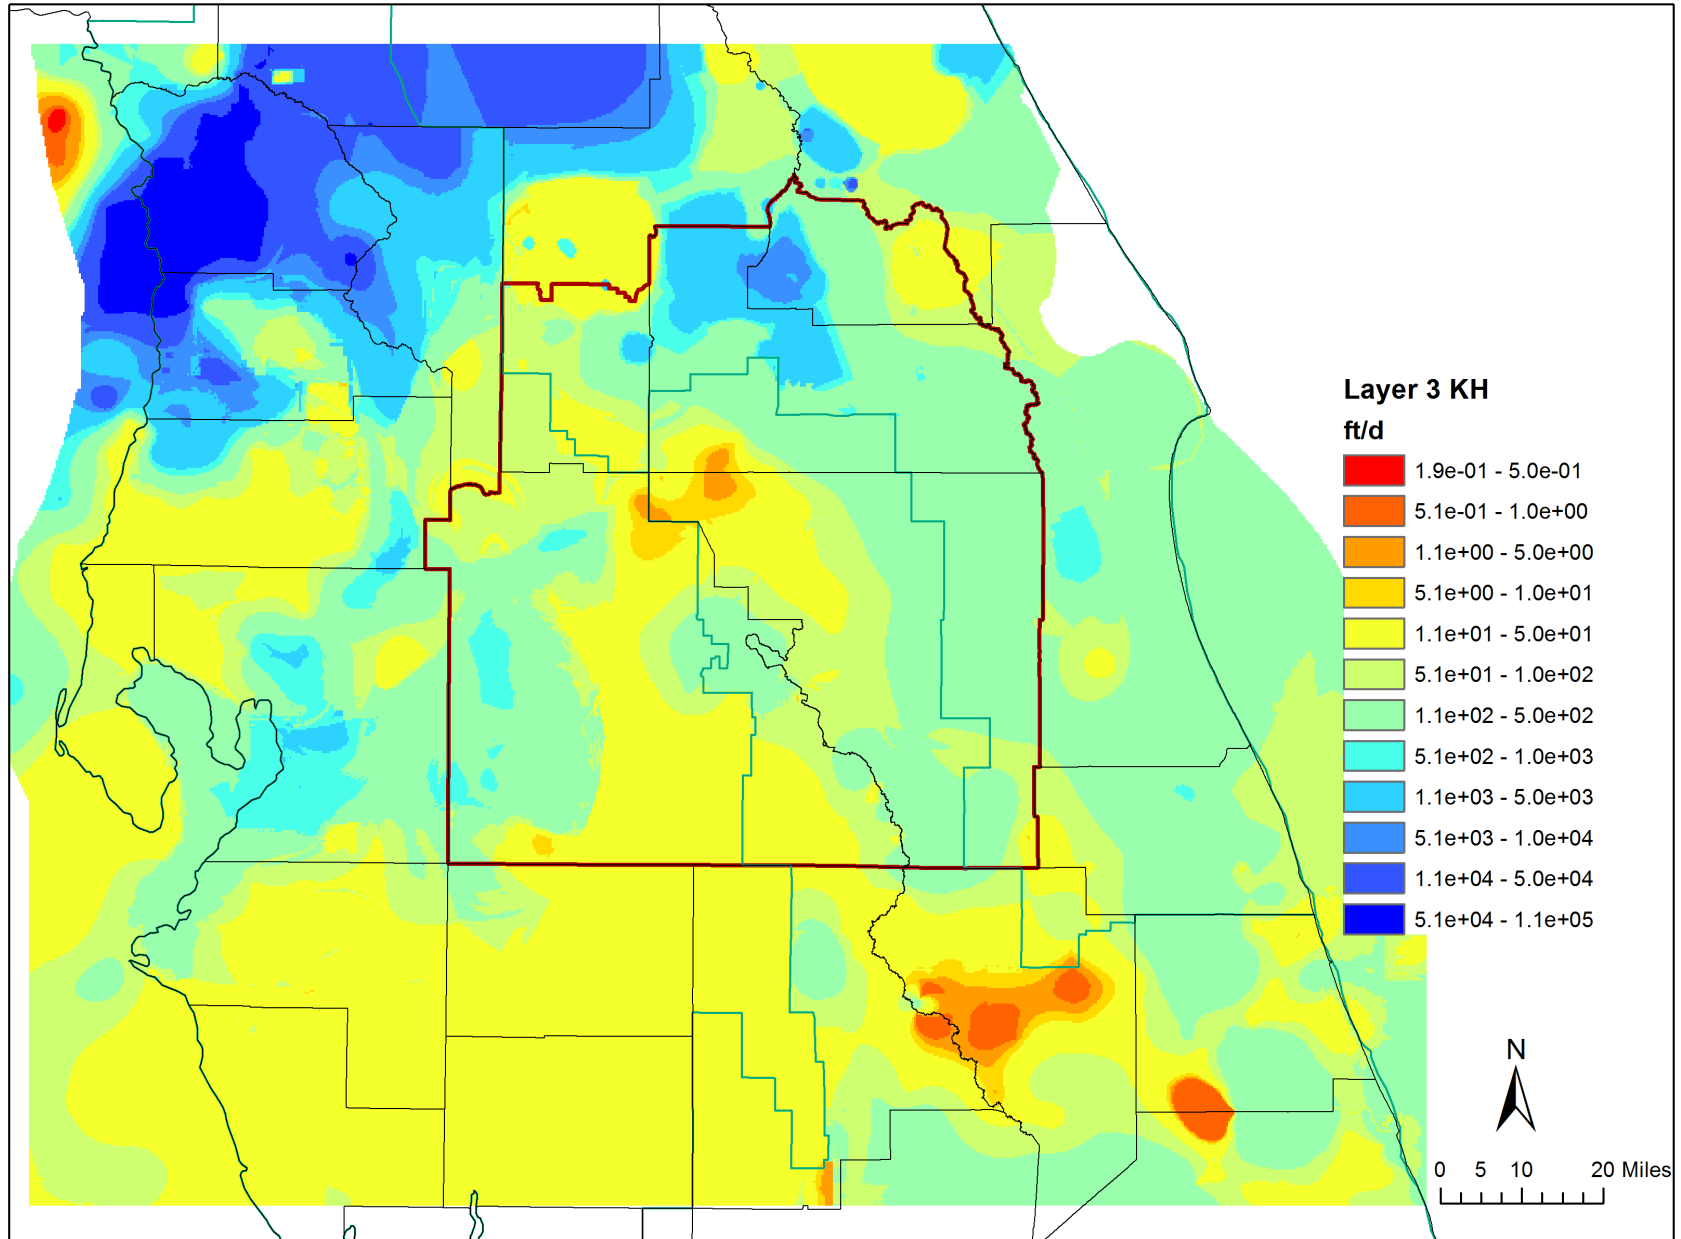 Layer 3 KH
ft/d
1.9e-01 - 5.0e-01
5.1e-01 - 1.0e+00
1.1e+00 - 5.0e+00
5.1e+00 - 1.0e+01
1.1e+01 - 5.0e+01
5.1e+01 - 1.0e+02
1.1e+02 - 5.0e+02
5.1e+02 - 1.0e+03
1.1e+03 - 5.0e+03
5.1e+03 - 1.0e+04
1.1e+04 - 5.0e+04
5.1e+04 - 1.1e+05
N
0 5 10 20 Miles